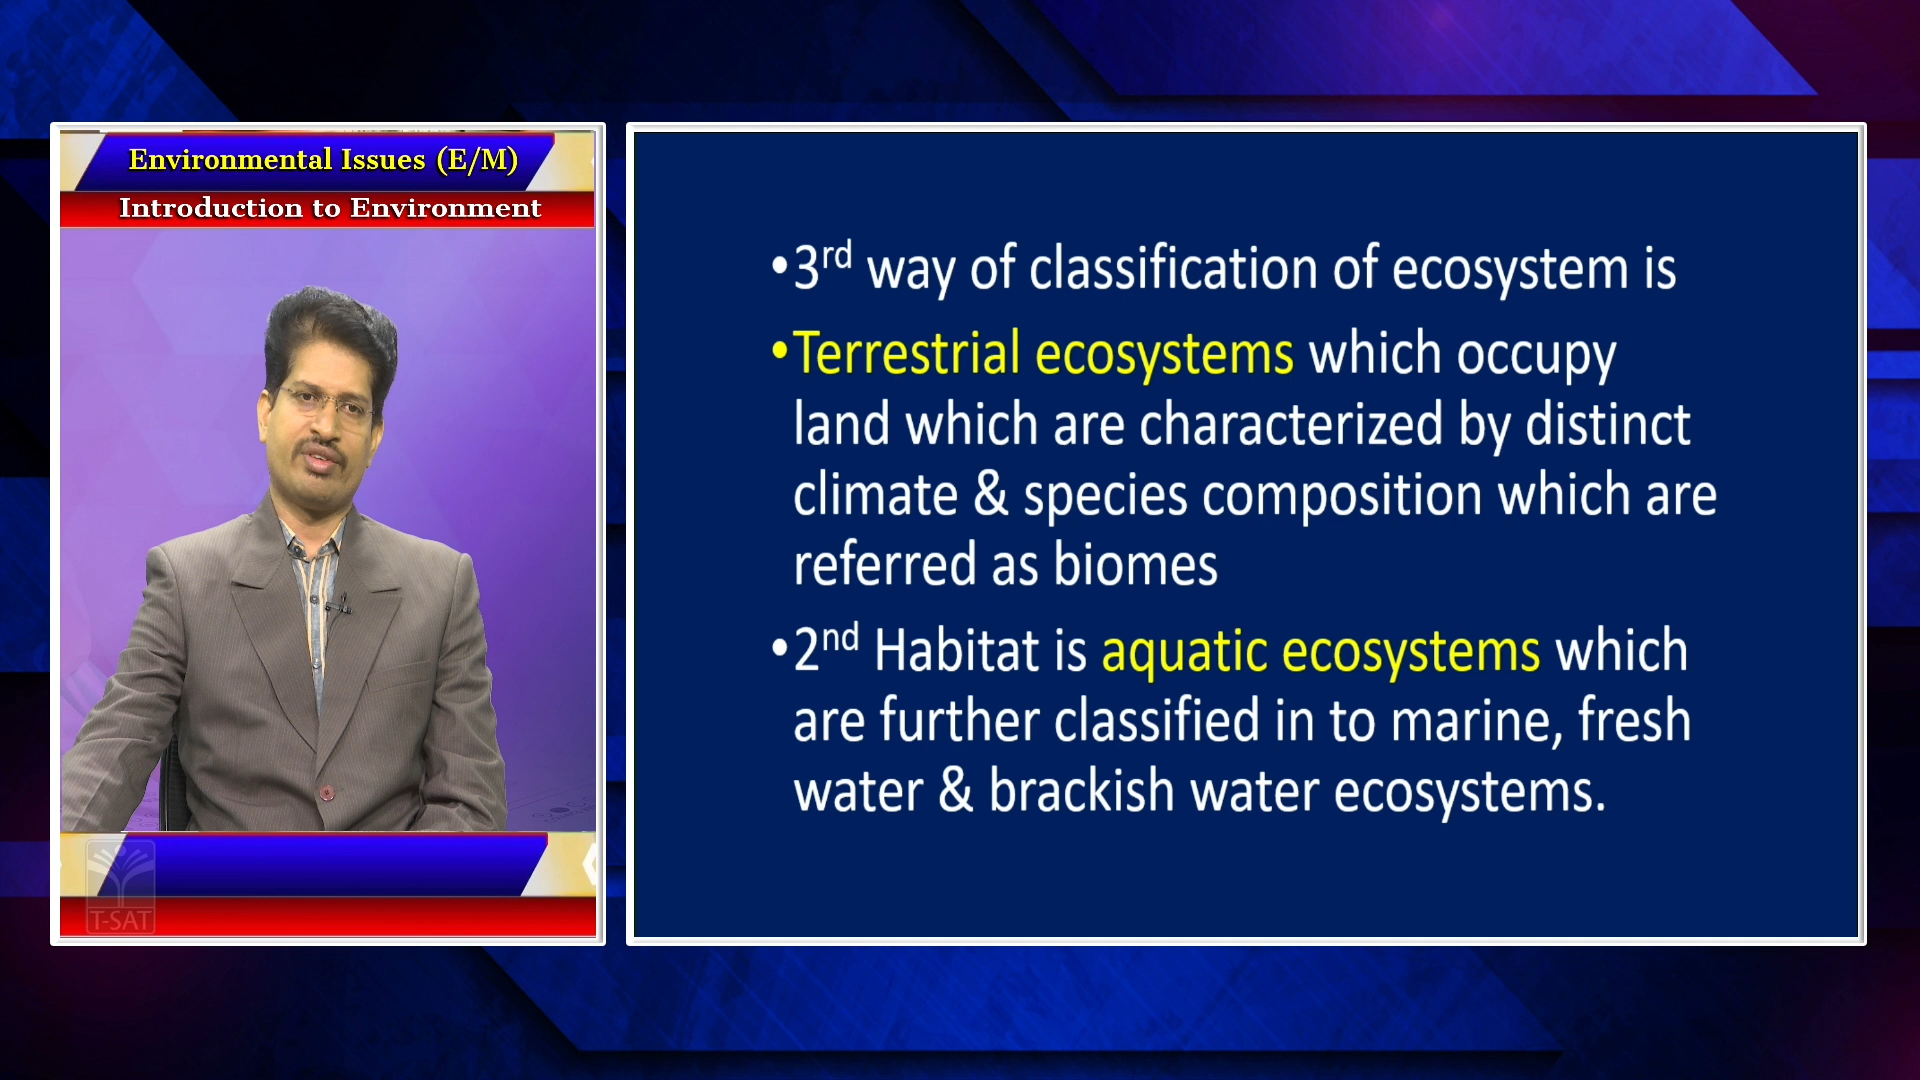 Environmental Issues (E/M)
Introduction to Environment
•3rd way of classification of ecosystem is
•Terrestrial ecosystems which occupy
land which are characterized by distinct
climate & species composition which are
referred as biomes
•2nd Habitat is aquatic ecosystems which
are further classified in to marine, fresh
water & brackish water ecosystems.
T-SAT